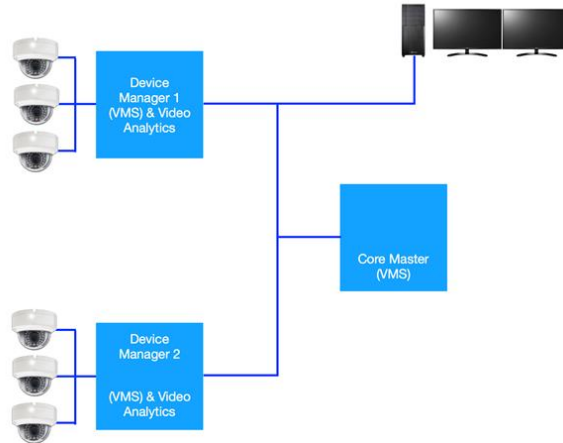 Device
Manager 1
(VMS) & Video
Analytics
Core Master
(VMS)
Device
Manager 2
(VMS) & Video
Analytics